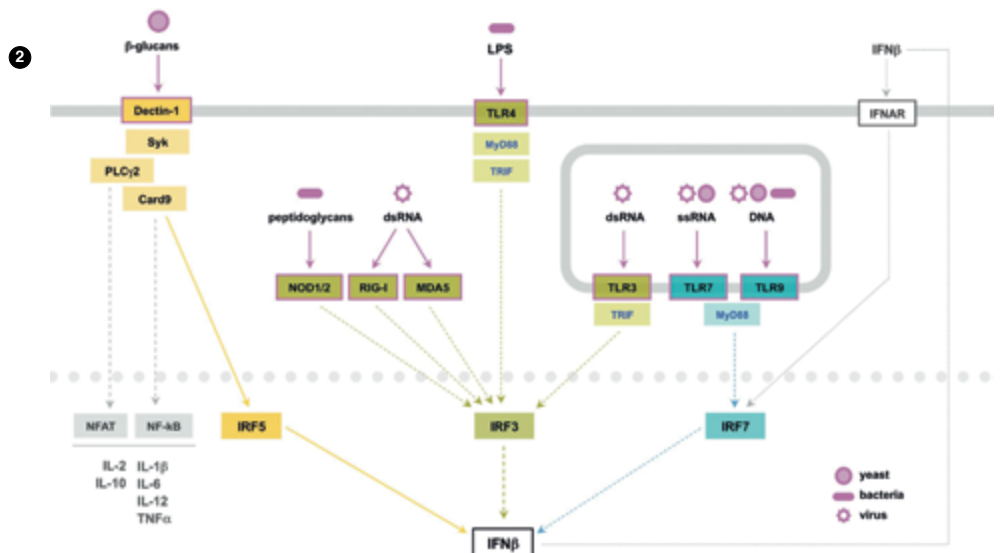 2
β-glucans
LPS
IFNβ
Dectin-1
TLR4
IFNAR
Syk
MyD88
PLCγ2
TRIF
Card9
peptidoglycans
dsRNA
dsRNA
ssRNA
DNA
NOD1/2
RIG-I
MDA5
TLR3
TLR7
TLR9
TRIF
MyD88
NFAT
NF-kB
IRF5
IRF3
IRF7
IL-2
IL-10
IL-1β
IL-6
IL-12
TNFα
yeast
bacteria
virus
IFNβ